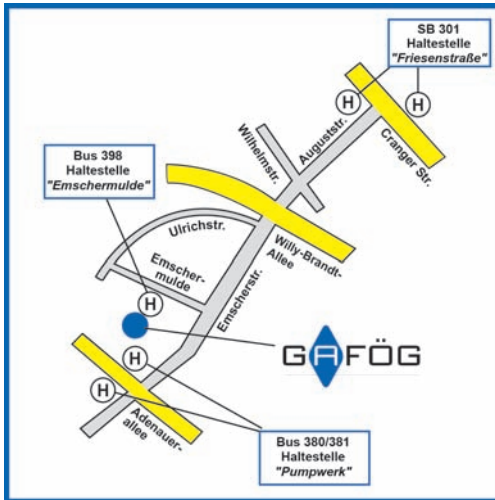 SB 301
Haltestelle
"Friesenstraße"
H
H
Cranger Str.
Auguststr.
Wilhelmstr.
Bus 398
Haltestelle
"Emschermulde"
Ulrichstr.
Willy-Brandt-
Allee
Emscher-
mulde
Emscherstr.
H
GAFÖG
H
H
Adenauer-
allee
Bus 380/381
Haltestelle
"Pumpwerk"